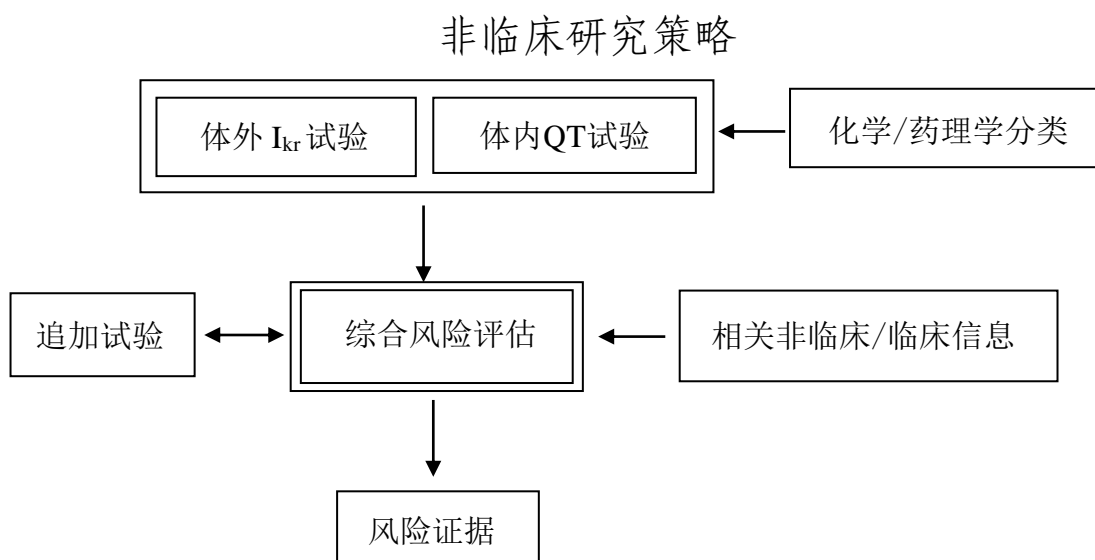 非临床研究策略
体外 Ikr 试验
体内QT试验
化学/药理学分类
追加试验
综合风险评估
相关非临床/临床信息
风险证据